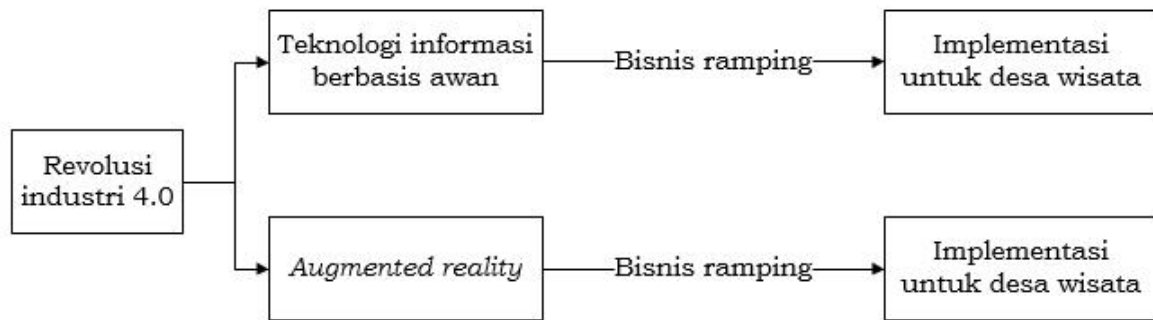 Revolusi
industri 4.0
Teknologi informasi
berbasis awan
Bisnis ramping
Implementasi
untuk desa wisata
Augmented reality
Bisnis ramping
Implementasi
untuk desa wisata